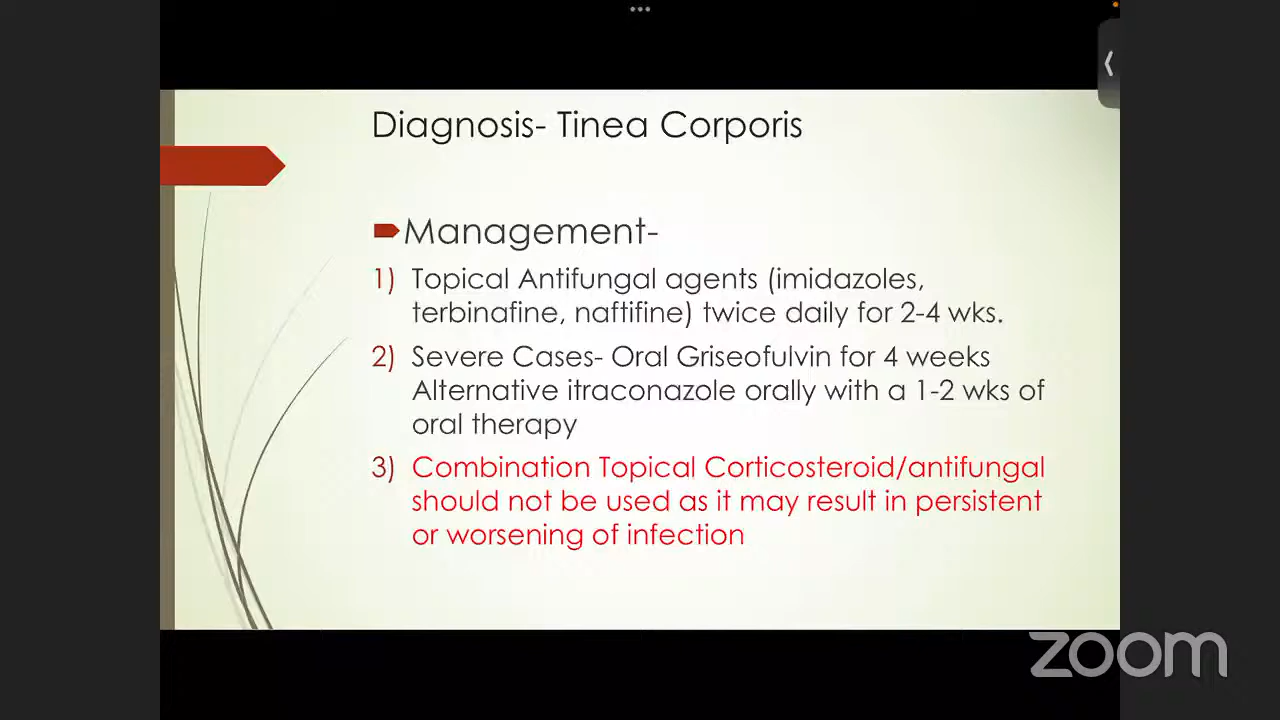 Diagnosis- Tinea Corporis
Management-
1) Topical Antifungal agents (imidazoles,
terbinafine, naftifine) twice daily for 2-4 wks.
2) Severe Cases- Oral Griseofulvin for 4 weeks
Alternative itraconazole orally with a 1-2 wks of
oral therapy
3) Combination Topical Corticosteroid/antifungal
should not be used as it may result in persistent
or worsening of infection
zoom